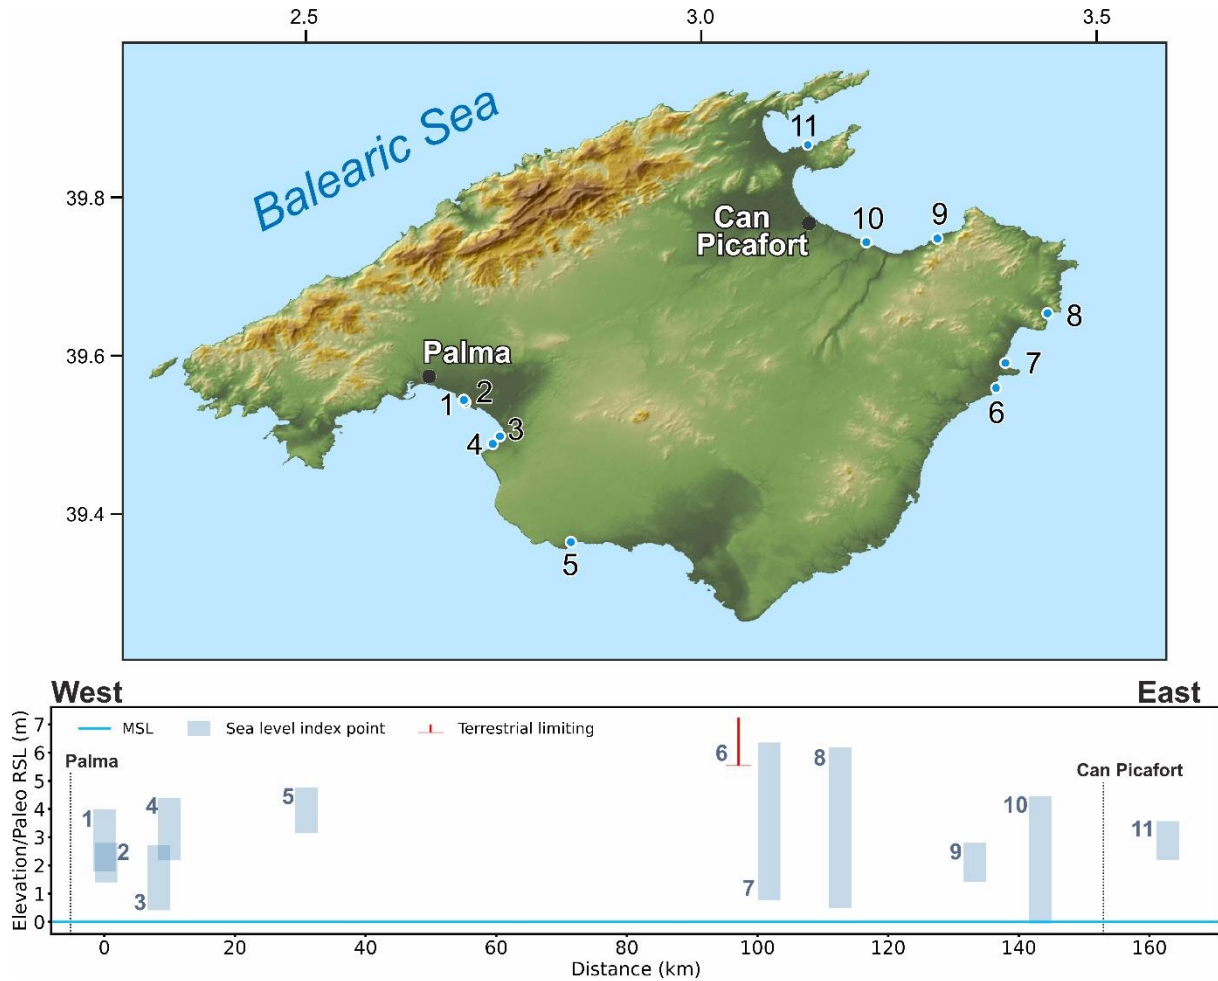 2.5 3.0 3.5
Balearic Sea
11
39.8
Can
Picafort
10
9
8
39.6
Palma
7
1
2
6
3
4
39.4
5
West
East
Elevation/Paleo RSL (m)
7
6
5
4
3
2
1
0
MSL
Sea level index point
Terrestrial limiting
Palma
Can Picafort
1
2
3
4
5
6
7
8
9
10
11
0 20 40 60 80 100 120 140 160
Distance (km)